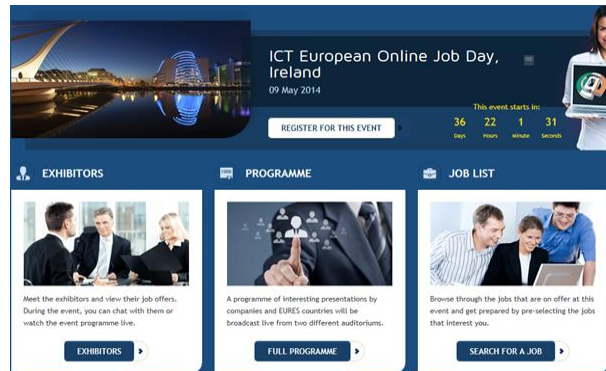 ICT European Online Job Day,
Ireland
09 May 2014
REGISTER FOR THIS EVENT
This event starts in:
36 22 1 31
Days Hours Minute Seconds
EXHIBITORS
Meet the exhibitors and view their job offers.
During the event, you can chat with them or
watch the event programme live.
EXHIBITORS
PROGRAMME
A programme of interesting presentations by
companies and EURES countries will be
broadcast live from two different auditoriums.
FULL PROGRAMME
JOB LIST
Browse through the jobs that are on offer at this
event and get prepared by pre-selecting the jobs
that interest you.
SEARCH FOR A JOB